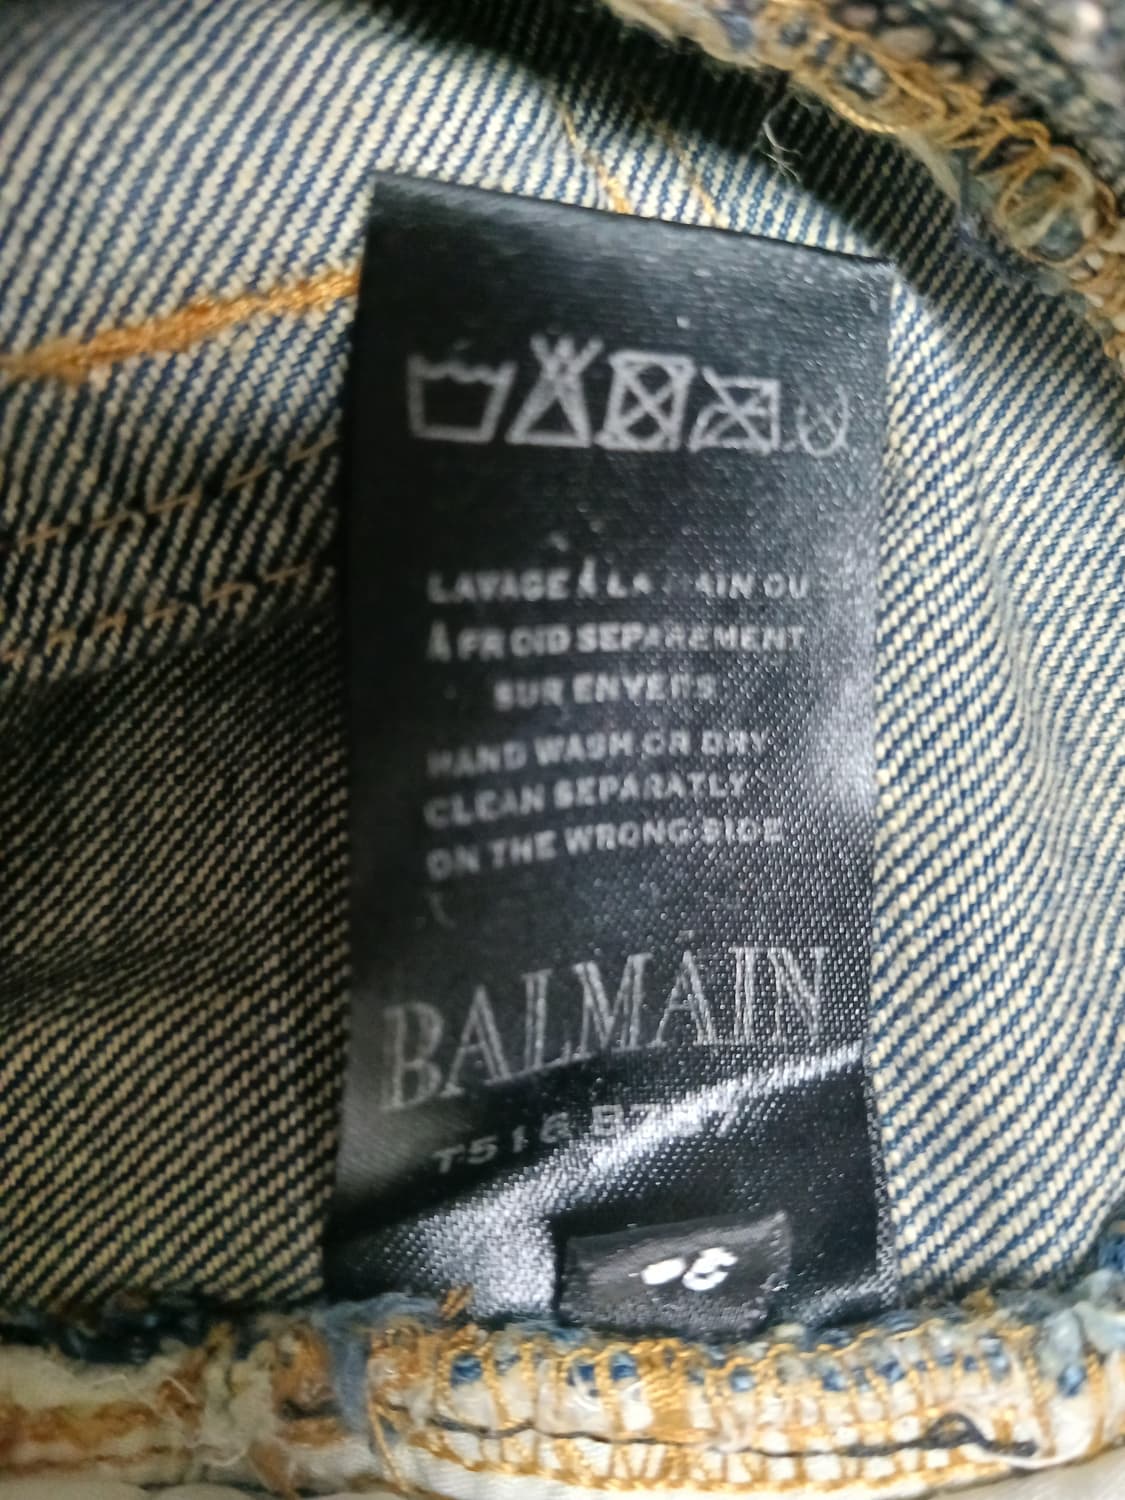 LAVAGE À LA MAIN OU
À FROID SEPAREMENT
SUR ENVERS
HAND WASH OR DRY
CLEAN SEPARATLY
ON THE WRONG SIDE
BALMAIN